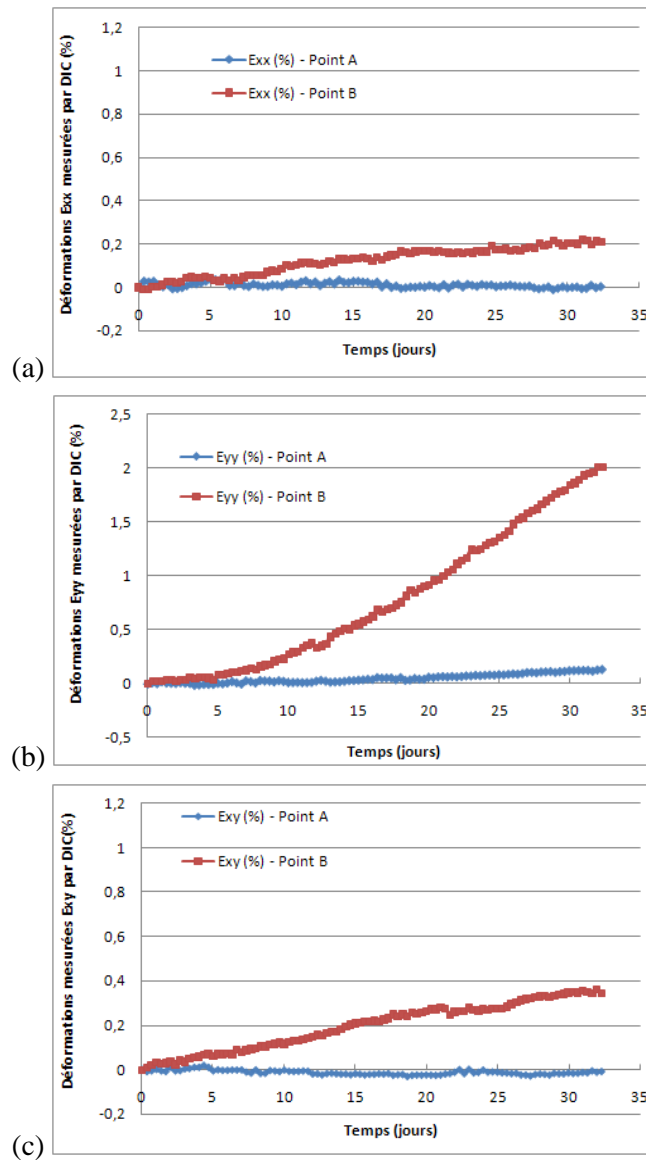 Déformations Exx mesurées par DIC (%)
1,2
1
0,8
0,6
0,4
0,2
0
-0,2
Exx (%) - Point A
Exx (%) - Point B
0 5 10 15 20 25 30 35
Temps (jours)
(a)
Déformations Eyy mesurées par DIC (%)
2,5
2
1,5
1
0,5
0
-0,5
Eyy (%) - Point A
Eyy (%) - Point B
0 5 10 15 20 25 30 35
Temps (jours)
(b)
Déformations mesurées Exy par DIC(%)
1,2
1
0,8
0,6
0,4
0,2
0
-0,2
Exy (%) - Point A
Exy (%) - Point B
0 5 10 15 20 25 30 35
Temps (jours)
(c)